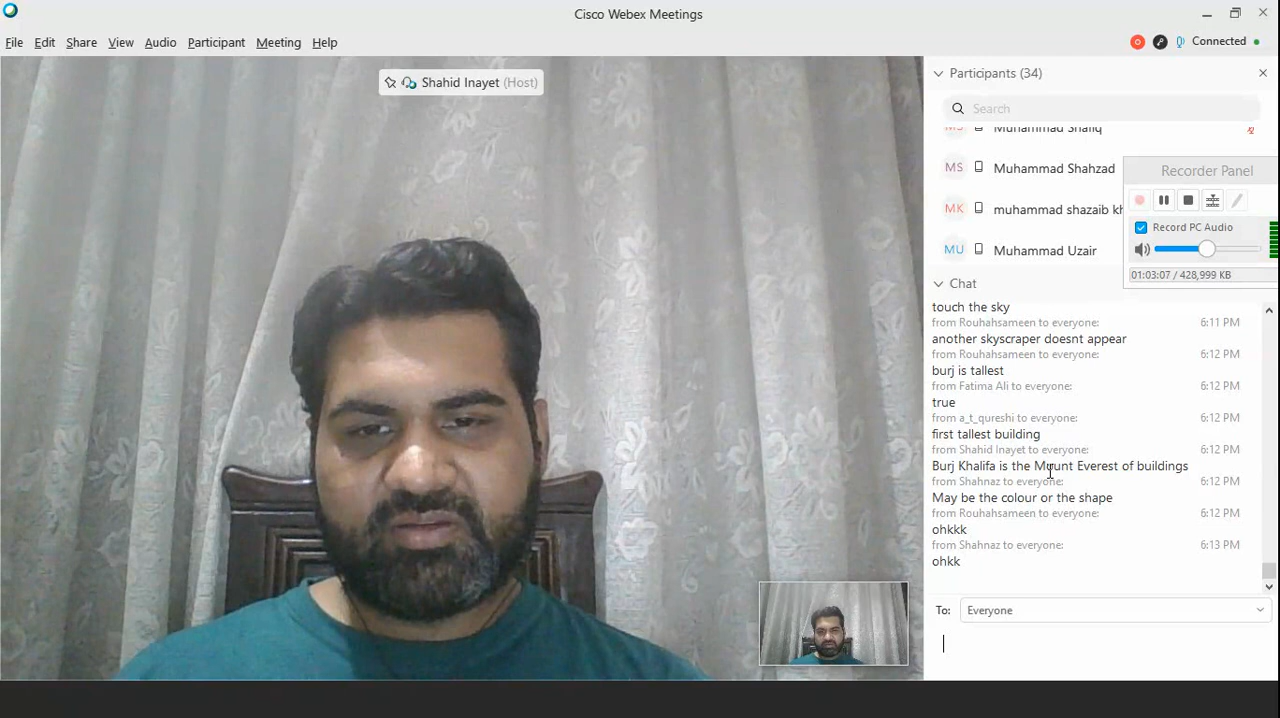 Cisco Webex Meetings
File Edit Share View Audio Participant Meeting Help
Connected
Shahid Inayet (Host)
Participants (34)
Search
MS Muhammad Shafiq
MS Muhammad Shahzad
MK muhammad shazaib kh
MU Muhammad Uzair
Recorder Panel
Record PC Audio
01:03:07 / 428,999 KB
Chat
touch the sky
from Rouhahsameen to everyone: 6:11 PM
another skyscraper doesnt appear
from Rouhahsameen to everyone: 6:12 PM
burj is tallest
from Fatima Ali to everyone: 6:12 PM
true
from a_t_qureshi to everyone: 6:12 PM
first tallest building
from Shahid Inayet to everyone: 6:12 PM
Burj Khalifa is the Mount Everest of buildings
from Shahnaz to everyone: 6:12 PM
May be the colour or the shape
from Rouhahsameen to everyone: 6:12 PM
ohkkk
from Shahnaz to everyone: 6:13 PM
ohkk
To: Everyone